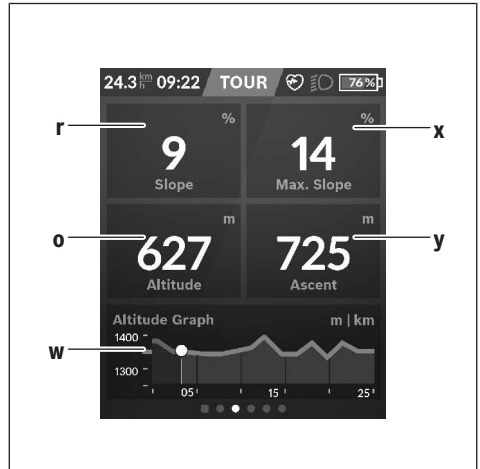 24.3 km/h 09:22 TOUR 76%
r % % x
9 14
Slope Max. Slope
o m m y
627 725
Altitude Ascent
Altitude Graph m | km
1400
w
1300
05 15 25